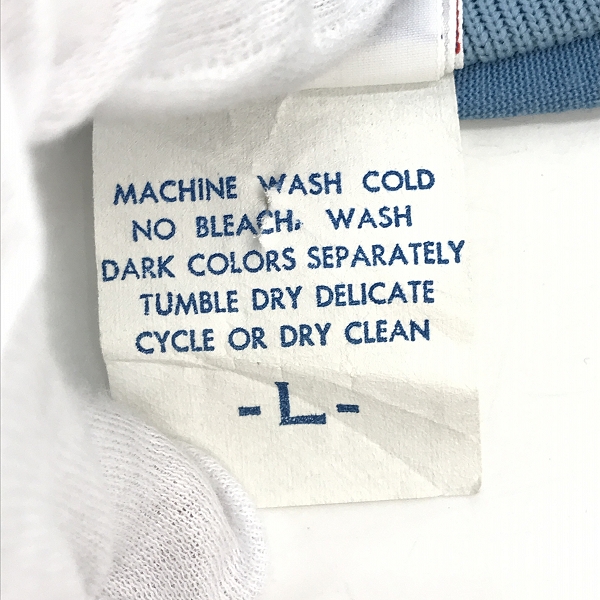 MACHINE WASH COLD
NO BLEACH, WASH
DARK COLORS SEPARATELY
TUMBLE DRY DELICATE
CYCLE OR DRY CLEAN
- L -